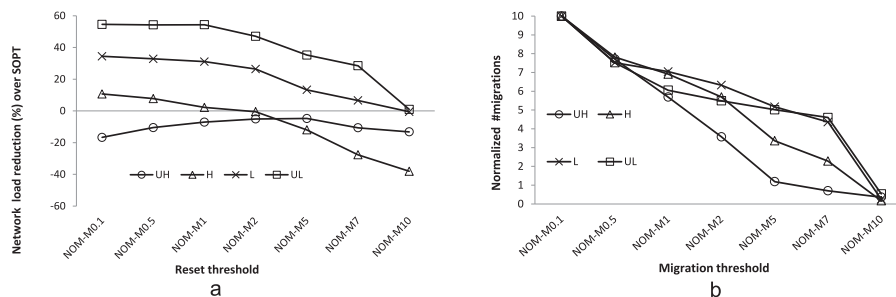 Network load reduction (%) over SOPT
60
40
20
0
-20
-40
-60
UH
H
L
UL
NOM-M0.1
NOM-M0.5
NOM-M1
NOM-M2
NOM-M5
NOM-M7
NOM-M10
Reset threshold
a
Normalized #migrations
10
9
8
7
6
5
4
3
2
1
0
UH
H
L
UL
NOM-M0.1
NOM-M0.5
NOM-M1
NOM-M2
NOM-M5
NOM-M7
NOM-M10
Migration threshold
b